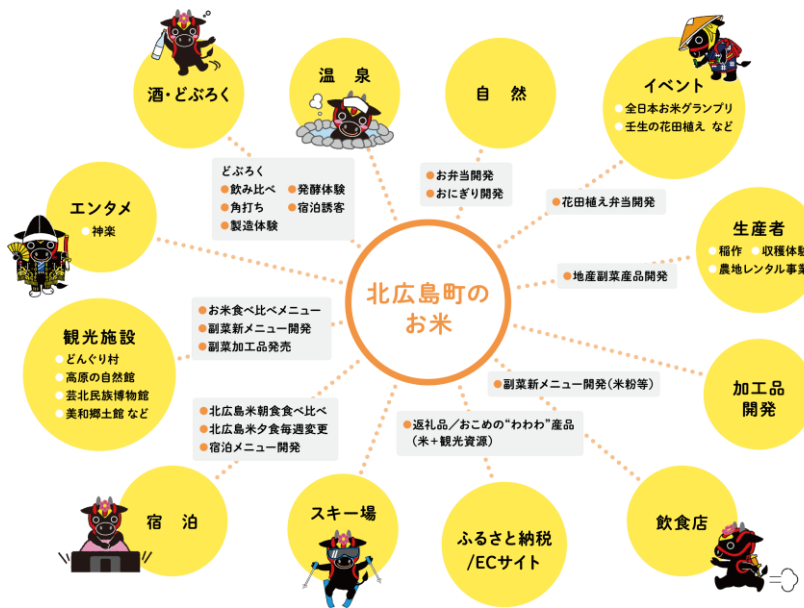 酒・どぶろく
温 泉
自 然
イベント
全日本お米グランプリ
壬生の花田植え など
どぶろく
飲み比べ
発酵体験
角打ち
宿泊誘客
製造体験
お弁当開発
おにぎり開発
花田植え弁当開発
エンタメ
神楽
生産者
稲作
収穫体験
農地レンタル事業
地産副菜産品開発
北広島町の
お米
お米食べ比べメニュー
副菜新メニュー開発
副菜加工品発売
観光施設
どんぐり村
高原の自然館
芸北民族博物館
美和郷土館 など
副菜新メニュー開発(米粉等)
加工品
開発
北広島米朝食食べ比べ
北広島米夕食毎週変更
宿泊メニュー開発
返礼品/おこめの“わわわ”産品
(米+観光資源)
宿 泊
スキー場
ふるさと納税
/ECサイト
飲食店